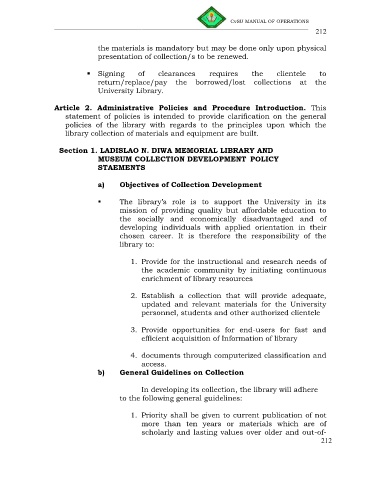 CvSU MANUAL OF OPERATIONS
212
the materials is mandatory but may be done only upon physical
presentation of collection/s to be renewed.
▪ Signing of clearances requires the clientele to
return/replace/pay the borrowed/lost collections at the
University Library.
Article 2. Administrative Policies and Procedure Introduction. This
statement of policies is intended to provide clarification on the general
policies of the library with regards to the principles upon which the
library collection of materials and equipment are built.
Section 1. LADISLAO N. DIWA MEMORIAL LIBRARY AND
MUSEUM COLLECTION DEVELOPMENT POLICY
STAEMENTS
a) Objectives of Collection Development
▪ The library's role is to support the University in its
mission of providing quality but affordable education to
the socially and economically disadvantaged and of
developing individuals with applied orientation in their
chosen career. It is therefore the responsibility of the
library to:
1. Provide for the instructional and research needs of
the academic community by initiating continuous
enrichment of library resources
2. Establish a collection that will provide adequate,
updated and relevant materials for the University
personnel, students and other authorized clientele
3. Provide opportunities for end-users for fast and
efficient acquisition of Information of library
4. documents through computerized classification and
access.
b) General Guidelines on Collection
In developing its collection, the library will adhere
to the following general guidelines:
1. Priority shall be given to current publication of not
more than ten years or materials which are of
scholarly and lasting values over older and out-of-
212